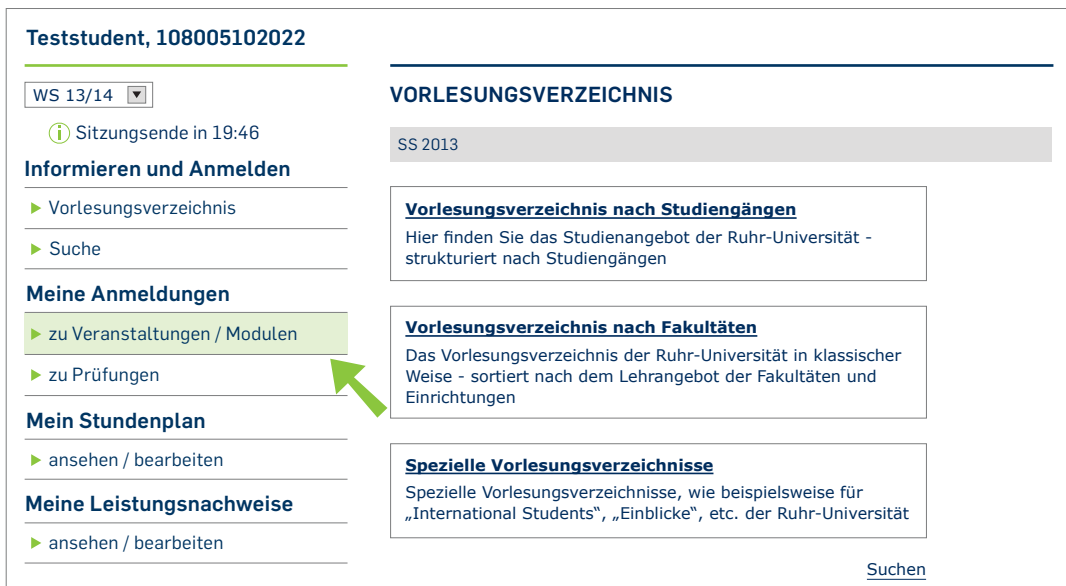 Teststudent, 108005102022
WS 13/14
Sitzungsende in 19:46
Informieren und Anmelden
Vorlesungsverzeichnis
Suche
Meine Anmeldungen
zu Veranstaltungen / Modulen
zu Prüfungen
Mein Stundenplan
ansehen / bearbeiten
Meine Leistungsnachweise
ansehen / bearbeiten
VORLESUNGSVERZEICHNIS
SS 2013
Vorlesungsverzeichnis nach Studiengängen
Hier finden Sie das Studienangebot der Ruhr-Universität -
strukturiert nach Studiengängen
Vorlesungsverzeichnis nach Fakultäten
Das Vorlesungsverzeichnis der Ruhr-Universität in klassischer
Weise - sortiert nach dem Lehrangebot der Fakultäten und
Einrichtungen
Spezielle Vorlesungsverzeichnisse
Spezielle Vorlesungsverzeichnisse, wie beispielsweise für
„International Students“, „Einblicke“, etc. der Ruhr-Universität
Suchen